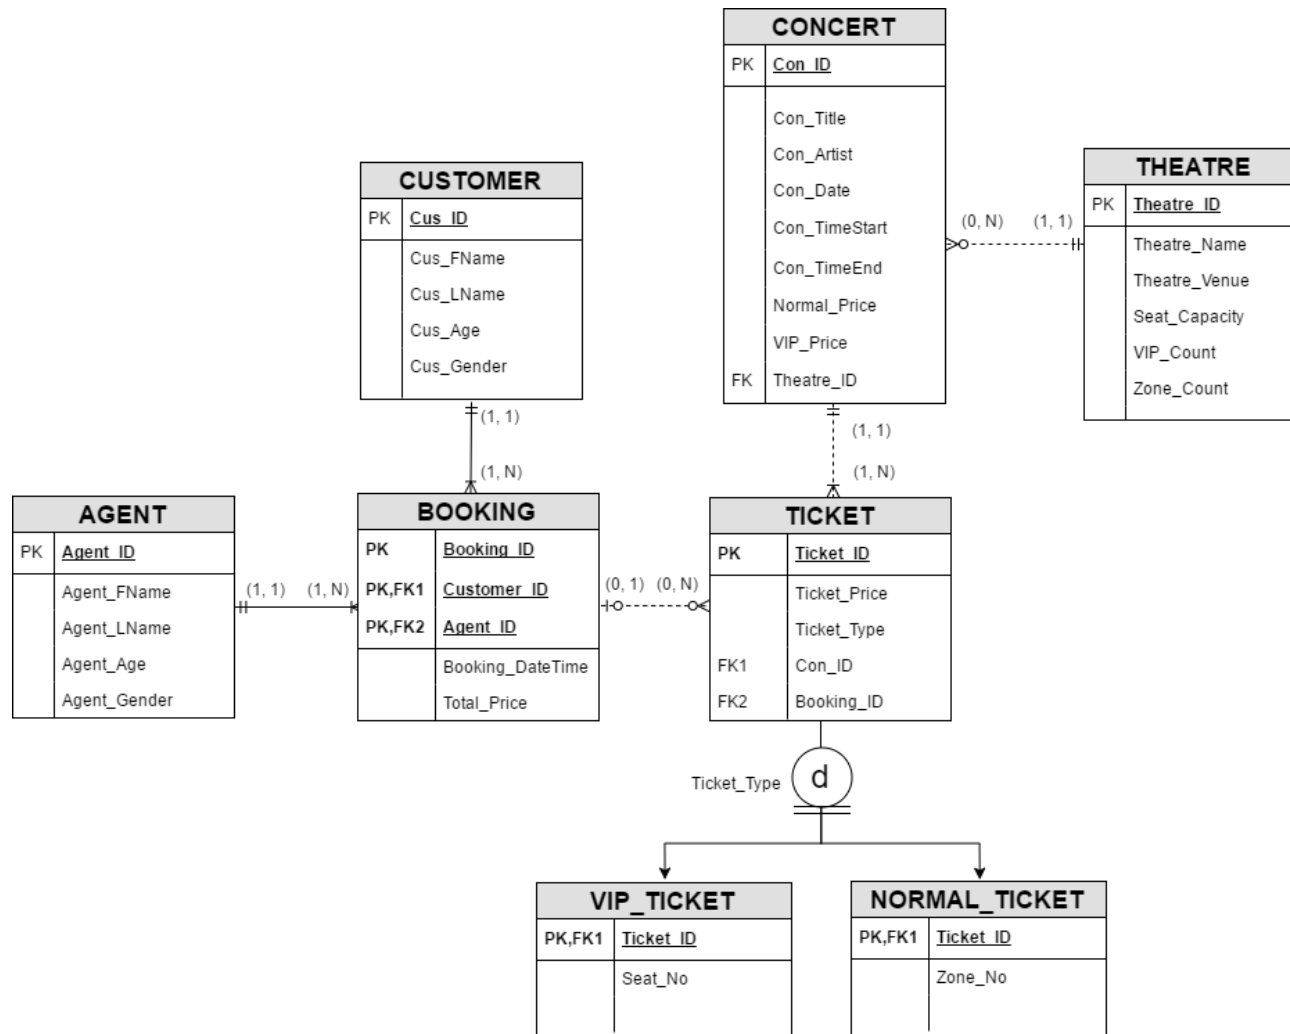 CONCERT
PK Con_ID
Con_Title
Con_Artist
Con_Date
Con_TimeStart
Con_TimeEnd
Normal_Price
VIP_Price
FK Theatre_ID
THEATRE
PK Theatre_ID
Theatre_Name
Theatre_Venue
Seat_Capacity
VIP_Count
Zone_Count
(0, N) (1, 1)
CUSTOMER
PK Cus_ID
Cus_FName
Cus_LName
Cus_Age
Cus_Gender
(1, 1)
(1, N)
(1, 1)
(1, N)
AGENT
PK Agent_ID
Agent_FName
Agent_LName
Agent_Age
Agent_Gender
(1, 1) (1, N)
BOOKING
PK Booking_ID
PK,FK1 Customer_ID
PK,FK2 Agent_ID
Booking_DateTime
Total_Price
(0, 1) (0, N)
TICKET
PK Ticket_ID
Ticket_Price
Ticket_Type
FK1 Con_ID
FK2 Booking_ID
Ticket_Type d
VIP_TICKET
PK,FK1 Ticket_ID
Seat_No
NORMAL_TICKET
PK,FK1 Ticket_ID
Zone_No